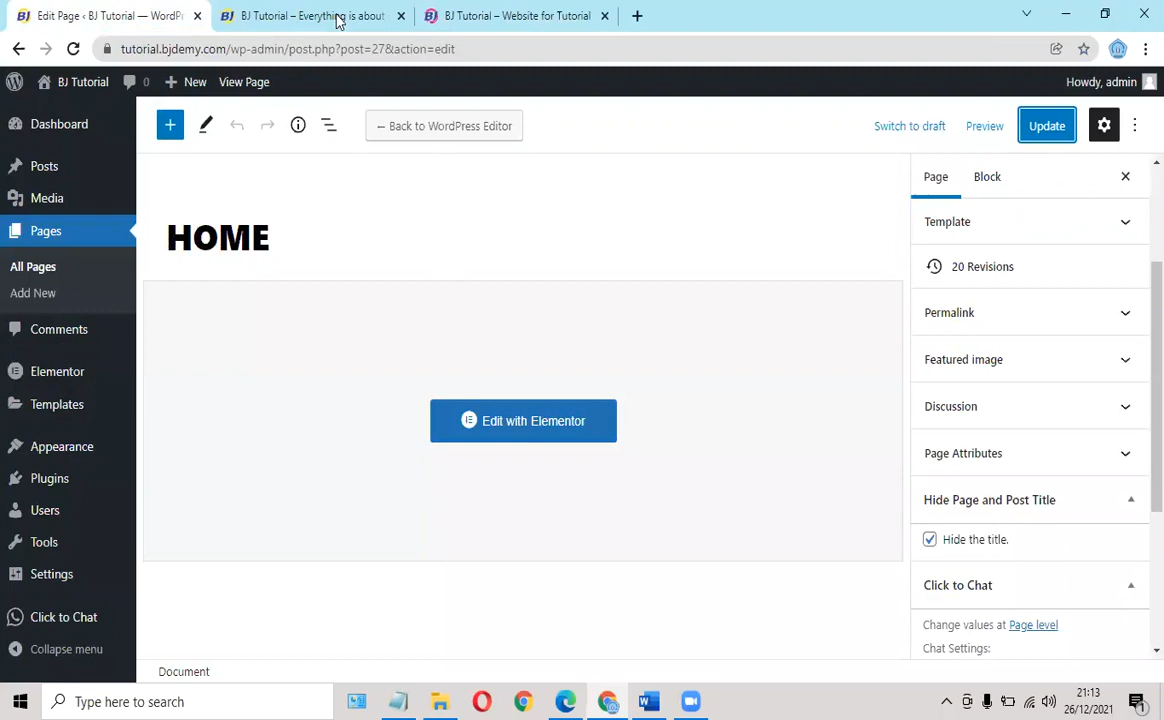 Edit Page ‹ BJ Tutorial — WordPr
BJ Tutorial – Everything is about
BJ Tutorial – Website for Tutorial
tutorial.bjdemy.com/wp-admin/post.php?post=27&action=edit
BJ Tutorial
0
New
View Page
Howdy, admin
Dashboard
Posts
Media
Pages
All Pages
Add New
Comments
Elementor
Templates
Appearance
Plugins
Users
Tools
Settings
Click to Chat
Collapse menu
← Back to WordPress Editor
Switch to draft
Preview
Update
HOME
Edit with Elementor
Page
Block
Template
20 Revisions
Permalink
Featured image
Discussion
Page Attributes
Hide Page and Post Title
Hide the title.
Click to Chat
Change values at Page level
Chat Settings:
Document
Type here to search
21:13
26/12/2021
1